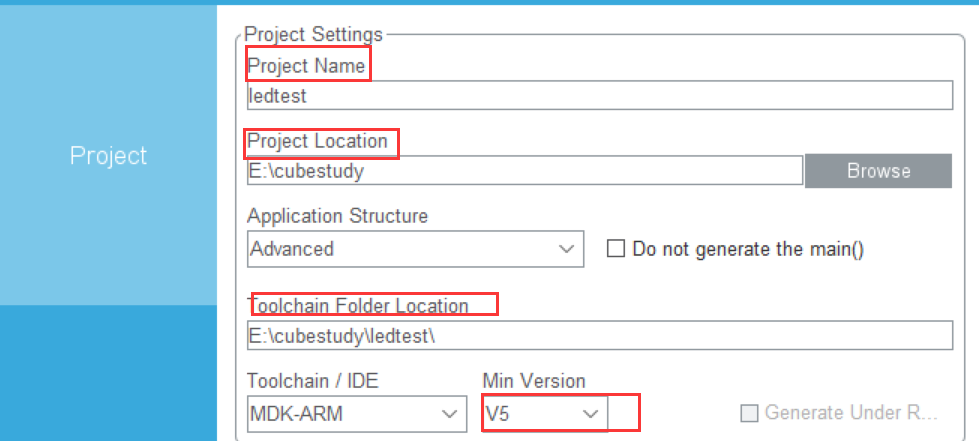 Project Settings
Project Name
ledtest
Project
Project Location
E:\cubestudy
Browse
Application Structure
Advanced
Do not generate the main()
Toolchain Folder Location
E:\cubestudy\ledtest\
Toolchain / IDE
Min Version
MDK-ARM
V5
Generate Under R...